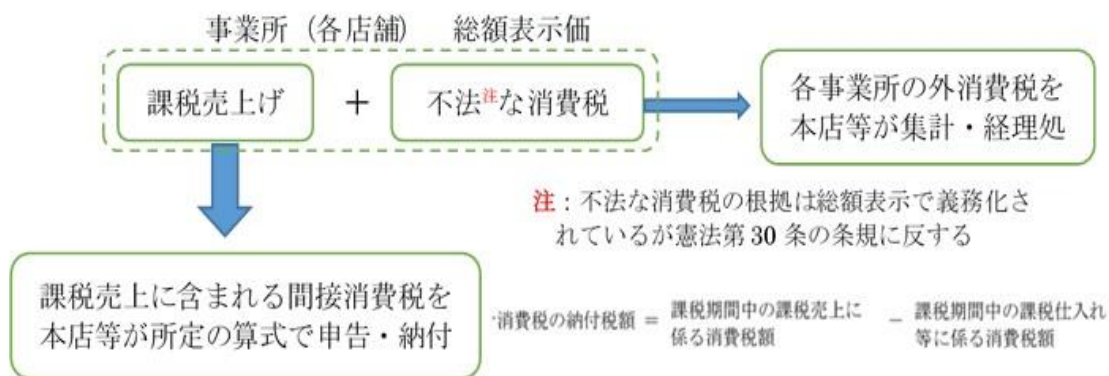 事業所（各店舗） 総額表示価
課税売上げ ＋ 不法注な消費税
各事業所の外消費税を
本店等が集計・経理処
注：不法な消費税の根拠は総額表示で義務化さ
れているが憲法第 30 条の条規に反する
課税売上に含まれる間接消費税を
本店等が所定の算式で申告・納付
・消費税の納付税額 ＝ 課税期間中の課税売上に
係る消費税額
－ 課税期間中の課税仕入れ
等に係る消費税額